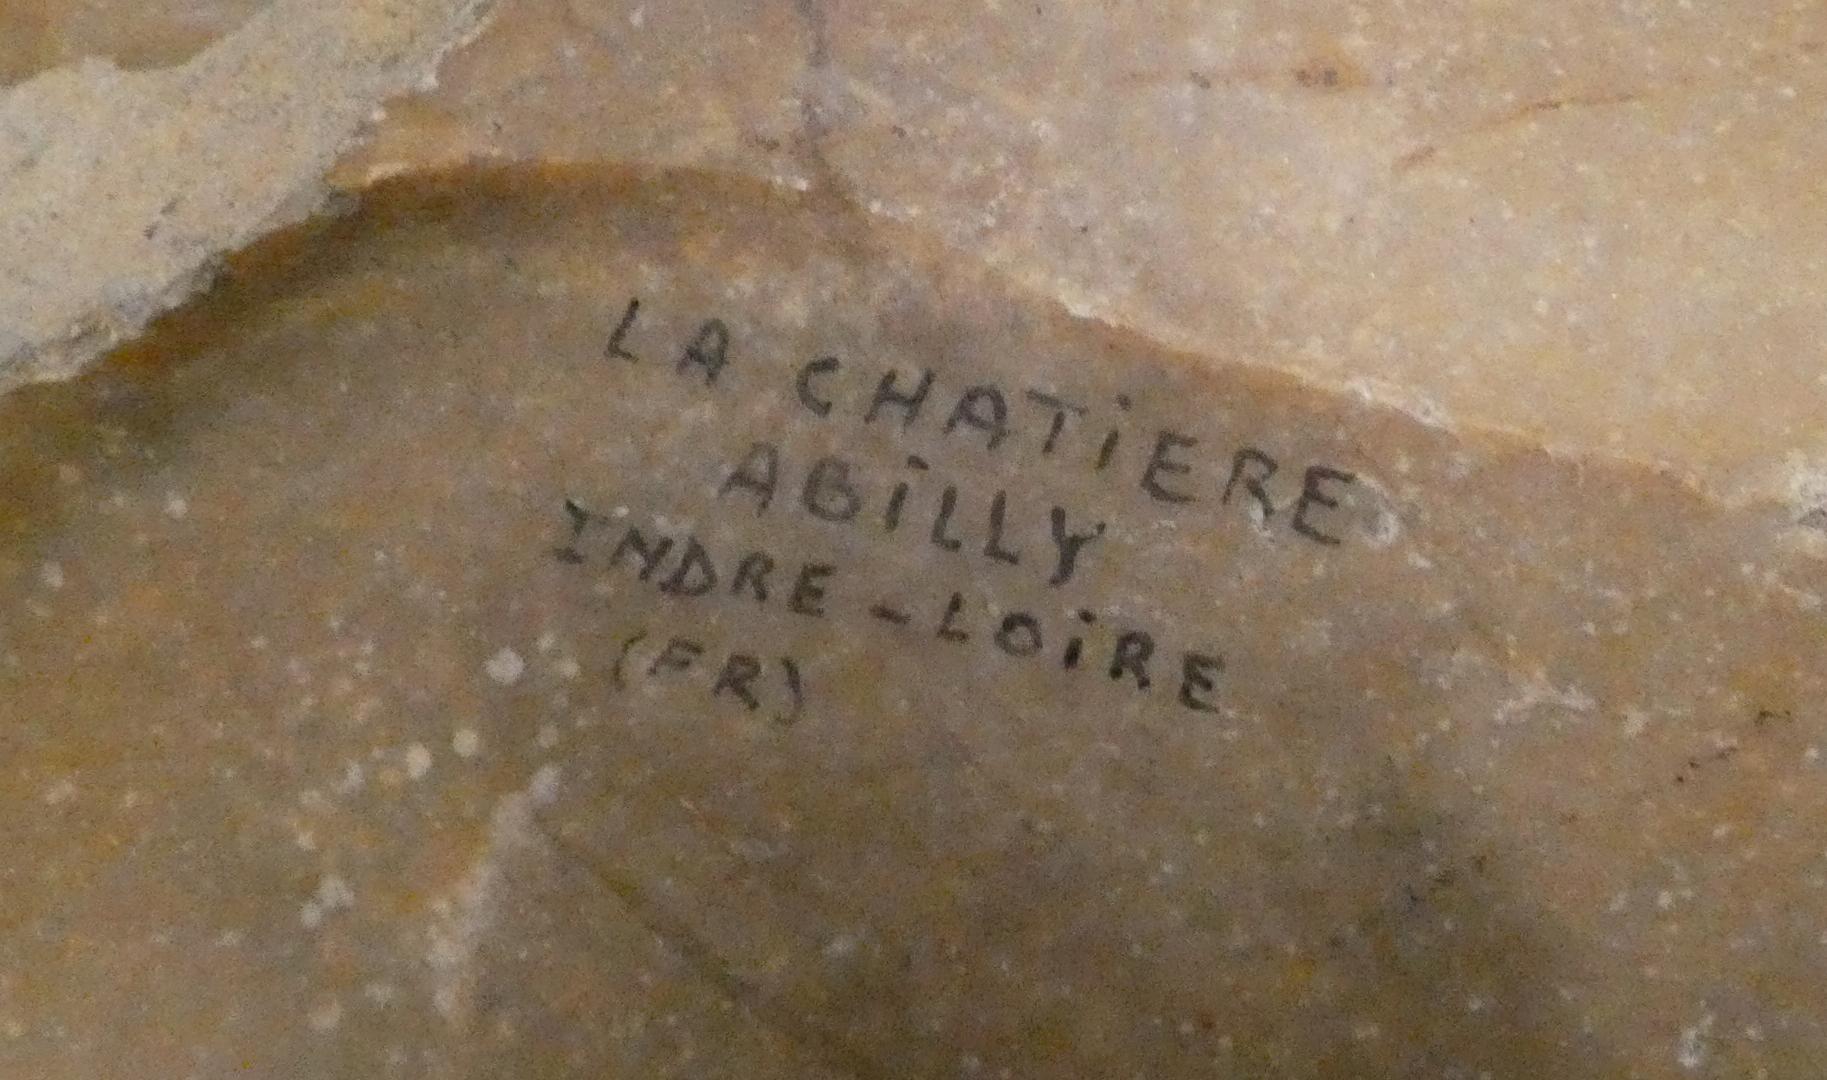 LA CHATiERE
ABiLLY
INDRE-LOiRE
(FR)